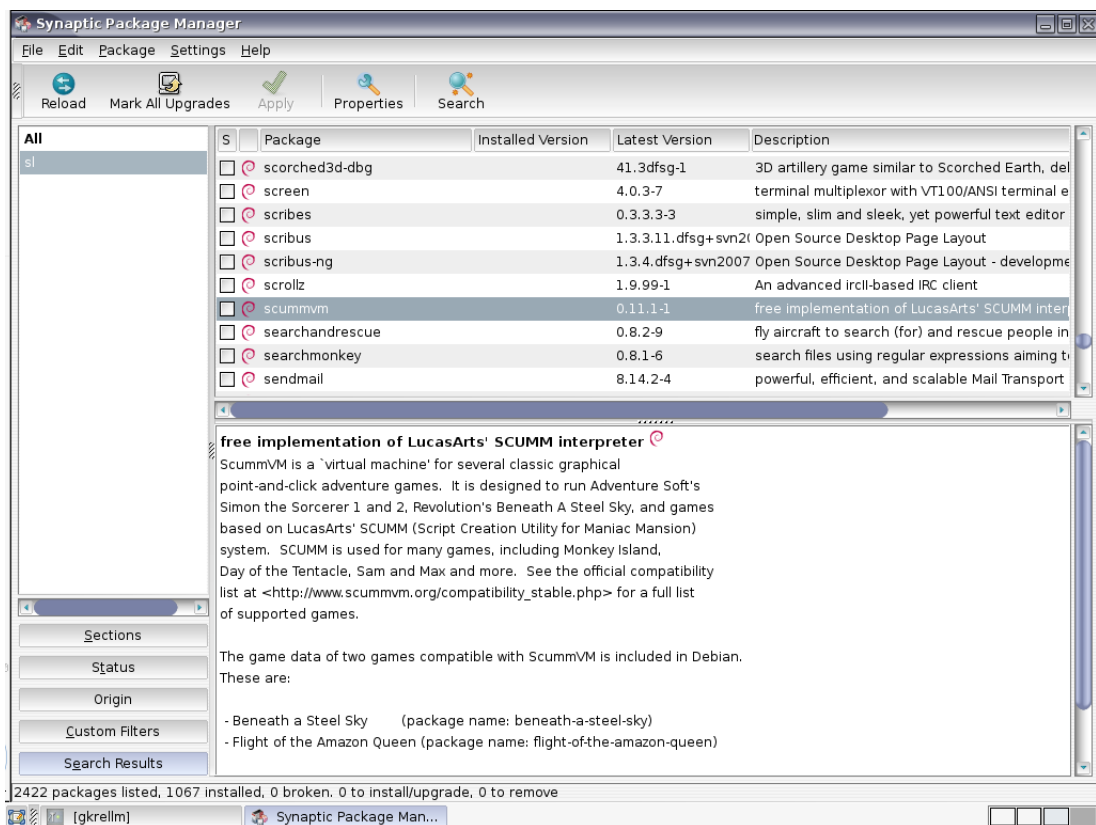 Synaptic Package Manager
File Edit Package Settings Help
Reload Mark All Upgrades Apply Properties Search
All
sl
S Package Installed Version Latest Version Description
scorched3d-dbg 41.3dfsg-1 3D artillery game similar to Scorched Earth, del
screen 4.0.3-7 terminal multiplexor with VT100/ANSI terminal e
scribes 0.3.3.3-3 simple, slim and sleek, yet powerful text editor
scribus 1.3.3.11.dfsg+svn2( Open Source Desktop Page Layout
scribus-ng 1.3.4.dfsg+svn2007 Open Source Desktop Page Layout - developme
scrollz 1.9.99-1 An advanced ircII-based IRC client
scummvm 0.11.1-1 free implementation of LucasArts' SCUMM inter
searchandrescue 0.8.2-9 fly aircraft to search (for) and rescue people in
searchmonkey 0.8.1-6 search files using regular expressions aiming t
sendmail 8.14.2-4 powerful, efficient, and scalable Mail Transport
free implementation of LucasArts' SCUMM interpreter
ScummVM is a `virtual machine' for several classic graphical
point-and-click adventure games. It is designed to run Adventure Soft's
Simon the Sorcerer 1 and 2, Revolution's Beneath A Steel Sky, and games
based on LucasArts' SCUMM (Script Creation Utility for Maniac Mansion)
system. SCUMM is used for many games, including Monkey Island,
Day of the Tentacle, Sam and Max and more. See the official compatibility
list at <http://www.scummvm.org/compatibility_stable.php> for a full list
of supported games.
The game data of two games compatible with ScummVM is included in Debian.
These are:
- Beneath a Steel Sky (package name: beneath-a-steel-sky)
- Flight of the Amazon Queen (package name: flight-of-the-amazon-queen)
Sections
Status
Origin
Custom Filters
Search Results
2422 packages listed, 1067 installed, 0 broken. 0 to install/upgrade, 0 to remove
[gkrellm] Synaptic Package Man...